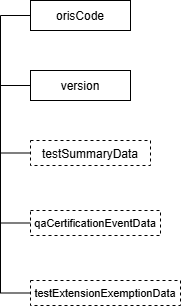 orisCode
version
testSummaryData
qaCertificationEventData
testExtensionExemptionData